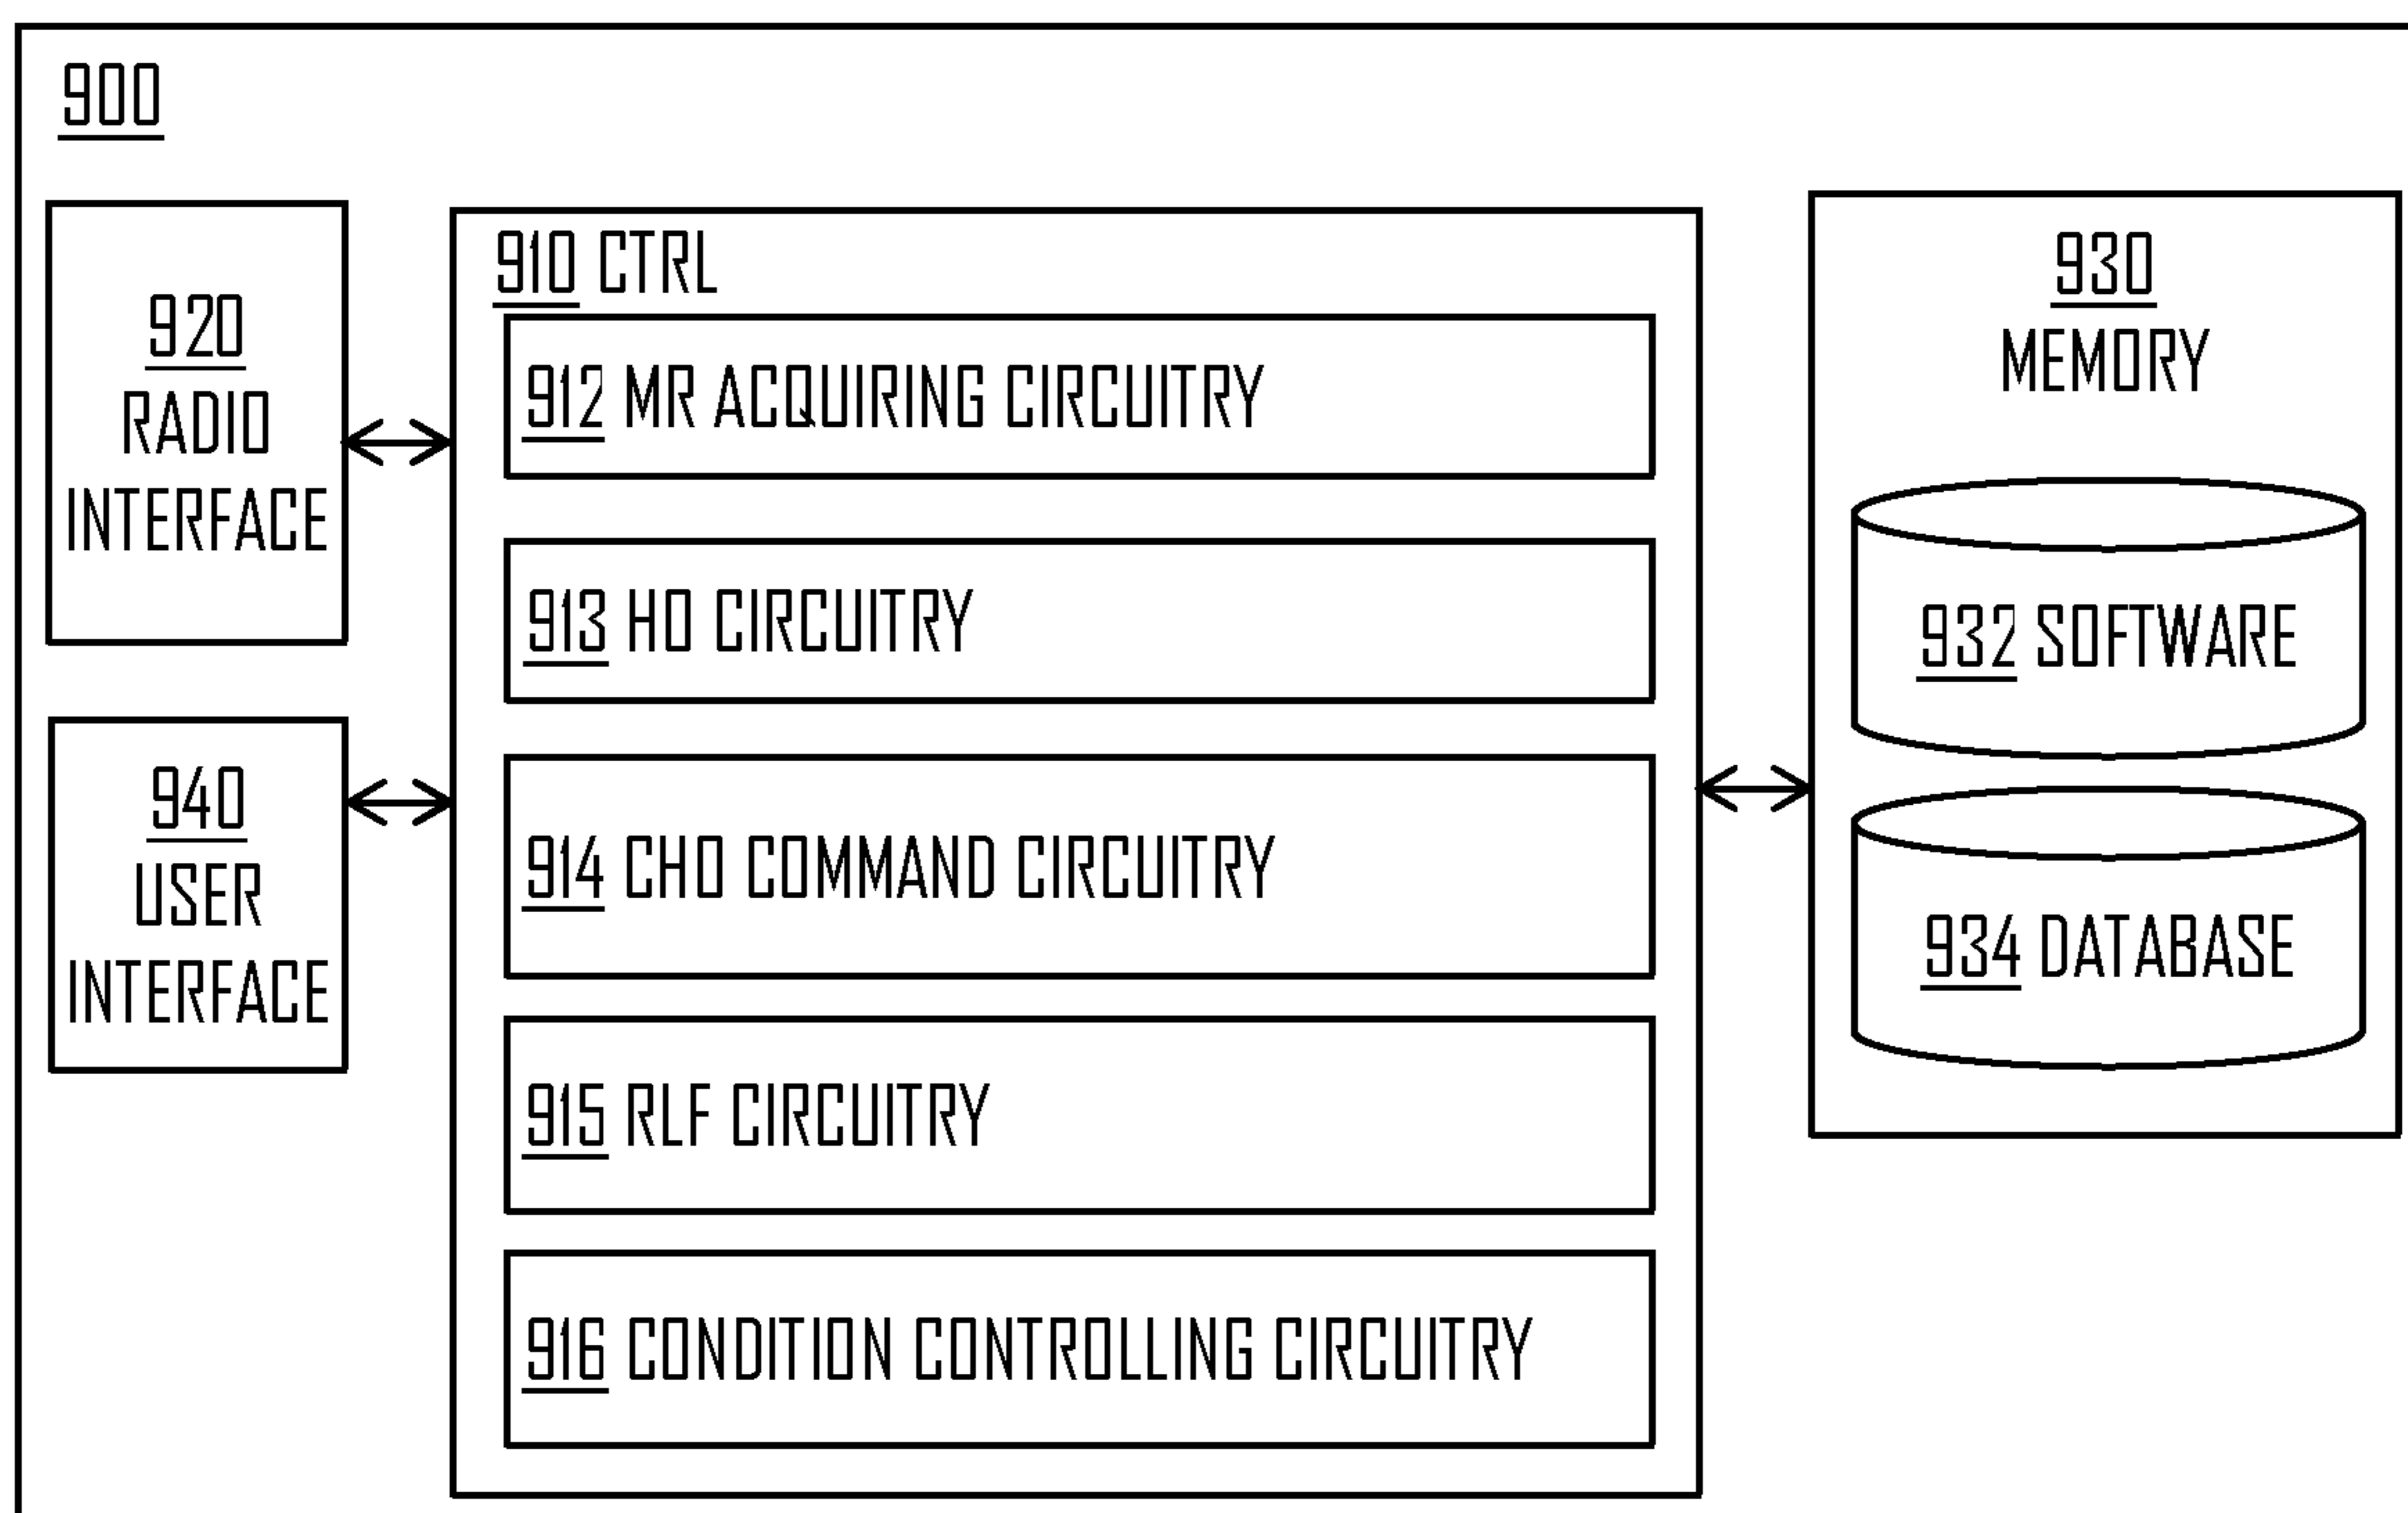 900
920
RADIO
INTERFACE
940
USER
INTERFACE
910 CTRL
912 MR ACQUIRING CIRCUITRY
913 HO CIRCUITRY
914 CHO COMMAND CIRCUITRY
915 RLF CIRCUITRY
916 CONDITION CONTROLLING CIRCUITRY
930
MEMORY
932 SOFTWARE
934 DATABASE